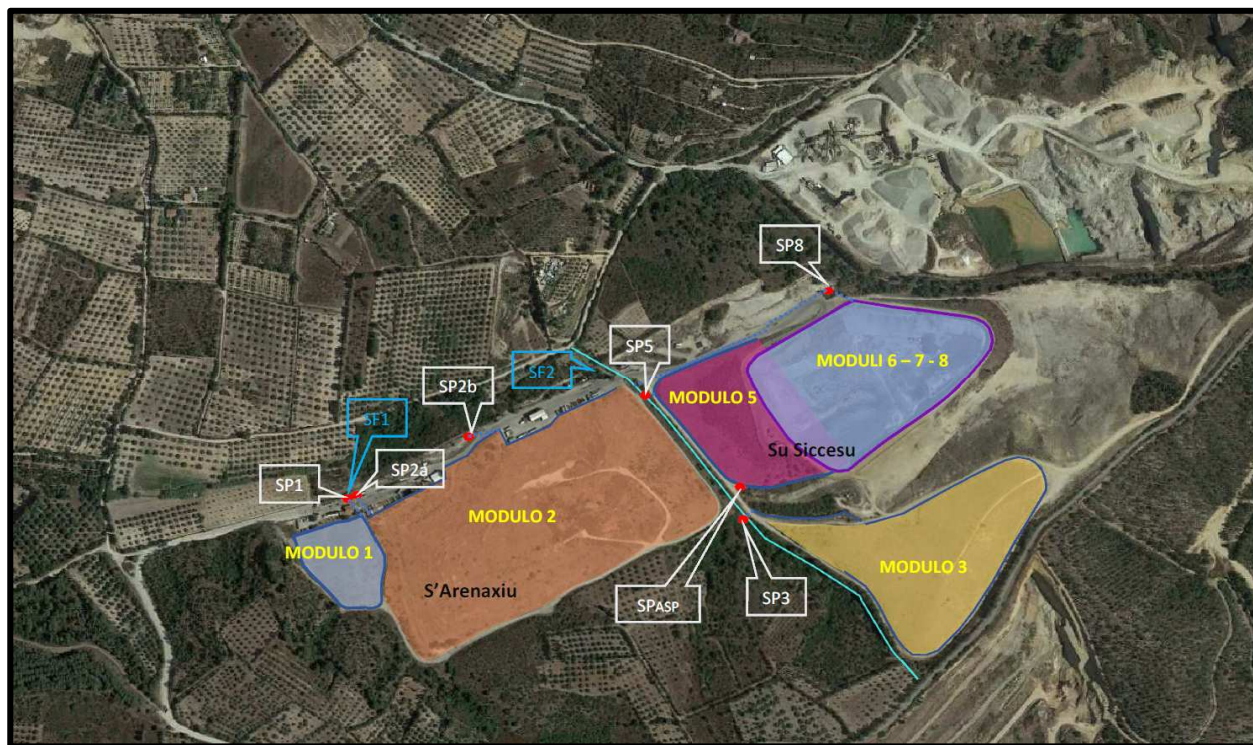 SP8
MODULI 6 – 7 - 8
SP5
SF2
MODULO 5
SP2b
Su Siccesu
SF1
SP2a
SP1
MODULO 2
MODULO 1
MODULO 3
S'Arenaxiu
SPASP
SP3